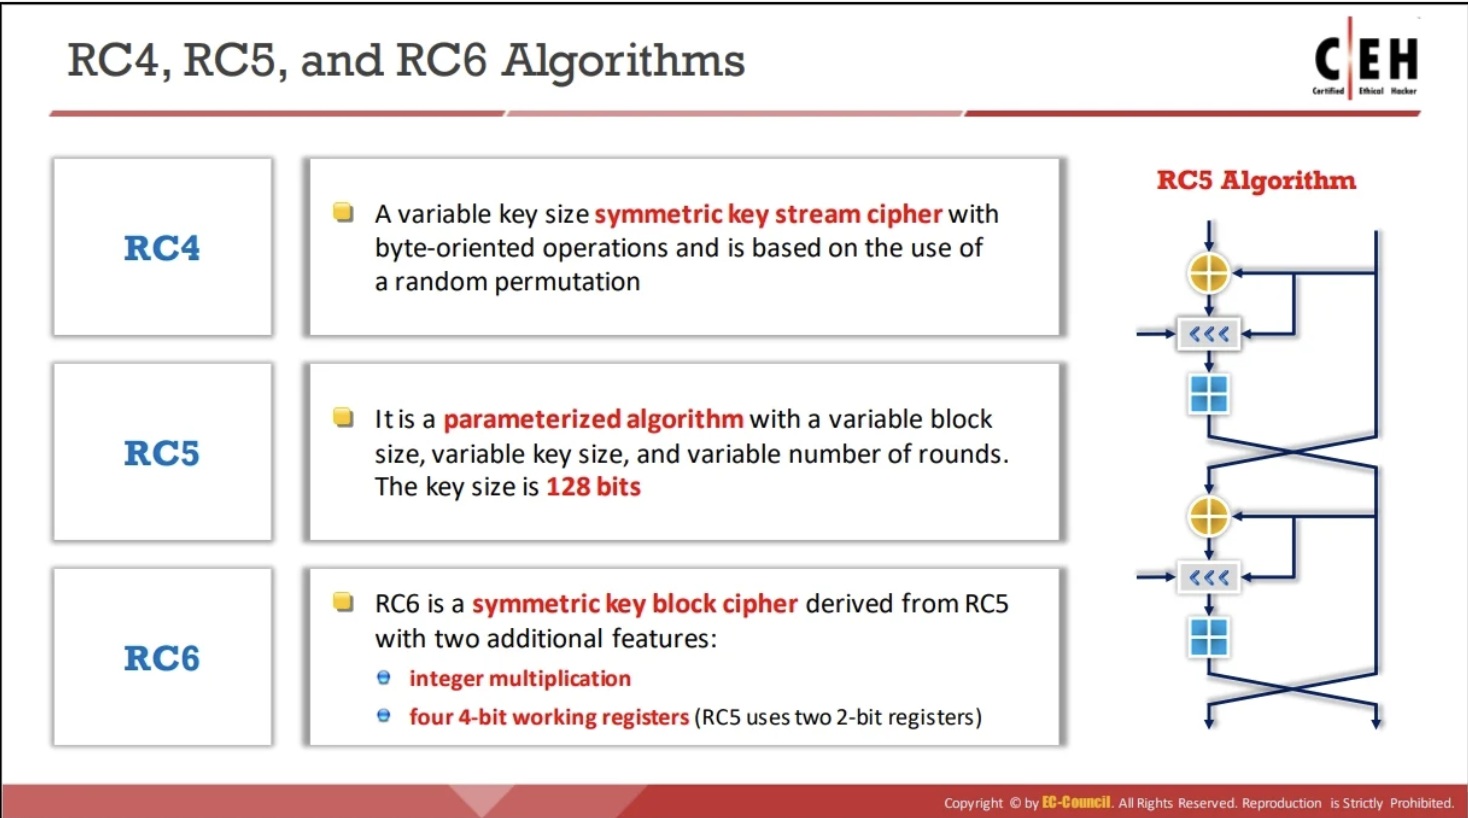 RC4, RC5, and RC6 Algorithms
C|EH
Certified Ethical Hacker
RC4
A variable key size symmetric key stream cipher with
byte-oriented operations and is based on the use of
a random permutation
RC5
It is a parameterized algorithm with a variable block
size, variable key size, and variable number of rounds.
The key size is 128 bits
RC6
RC6 is a symmetric key block cipher derived from RC5
with two additional features:
integer multiplication
four 4-bit working registers (RC5 uses two 2-bit registers)
RC5 Algorithm
<<<
<<<
Copyright © by EC-Council. All Rights Reserved. Reproduction is Strictly Prohibited.